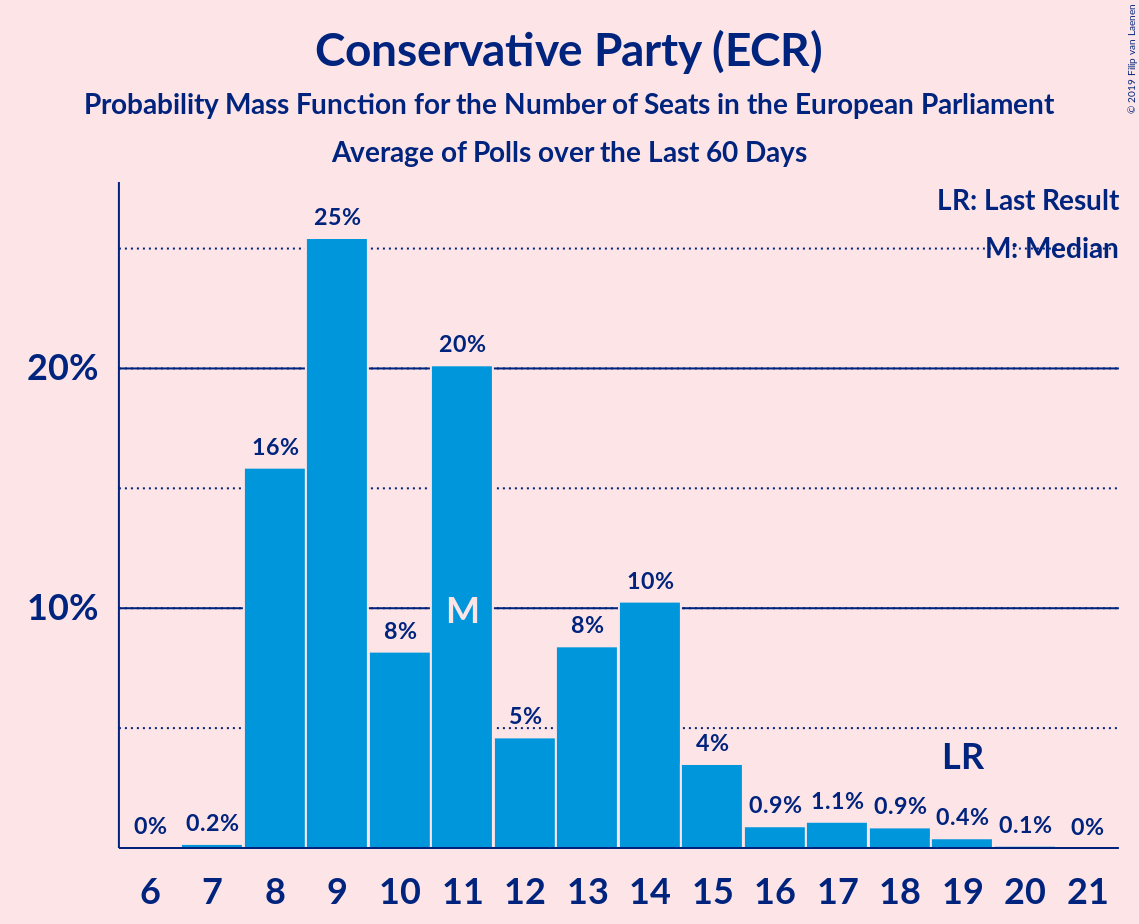 Conservative Party (ECR)
Probability Mass Function for the Number of Seats in the European Parliament
Average of Polls over the Last 60 Days
© 2019 Filip van Laenen
LR: Last Result
M: Median
25%
20%
20%
16%
10%
10%
M
8%
8%
5%
4%
LR
0%
0.2%
0.9%
1.1%
0.9%
0.4%
0.1%
0%
6 7 8 9 10 11 12 13 14 15 16 17 18 19 20 21